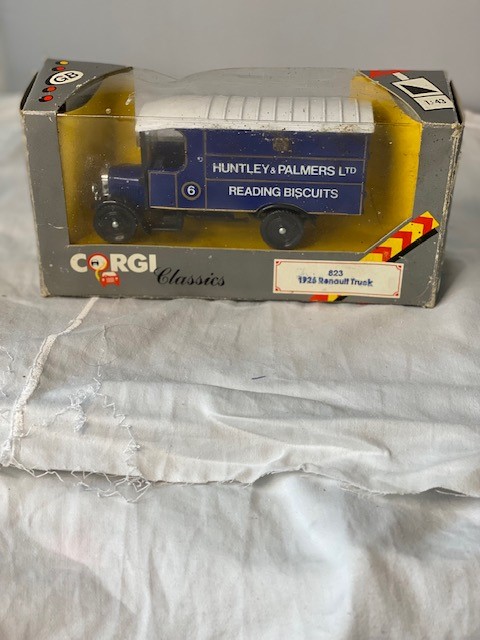 GB
1:43
HUNTLEY & PALMERS LTD
6
READING BISCUITS
CORGI
Classics
823
1926 Renault Truck